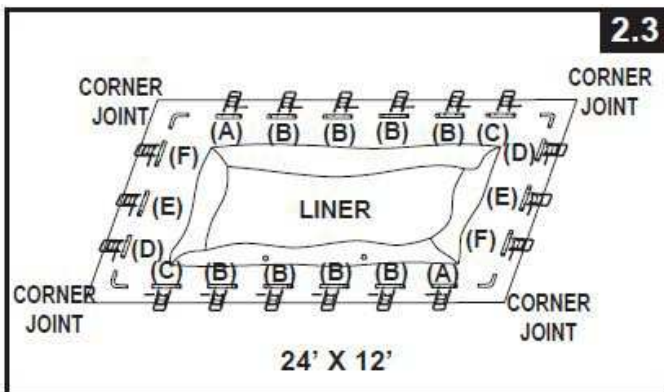 2.3
CORNER
JOINT
CORNER
JOINT
(A) (B) (B) (B) (B) (C)
(F) (D)
(E) LINER (E)
(D) (F)
(C) (B) (B) (B) (B) (A)
CORNER
JOINT
CORNER
JOINT
24' X 12'